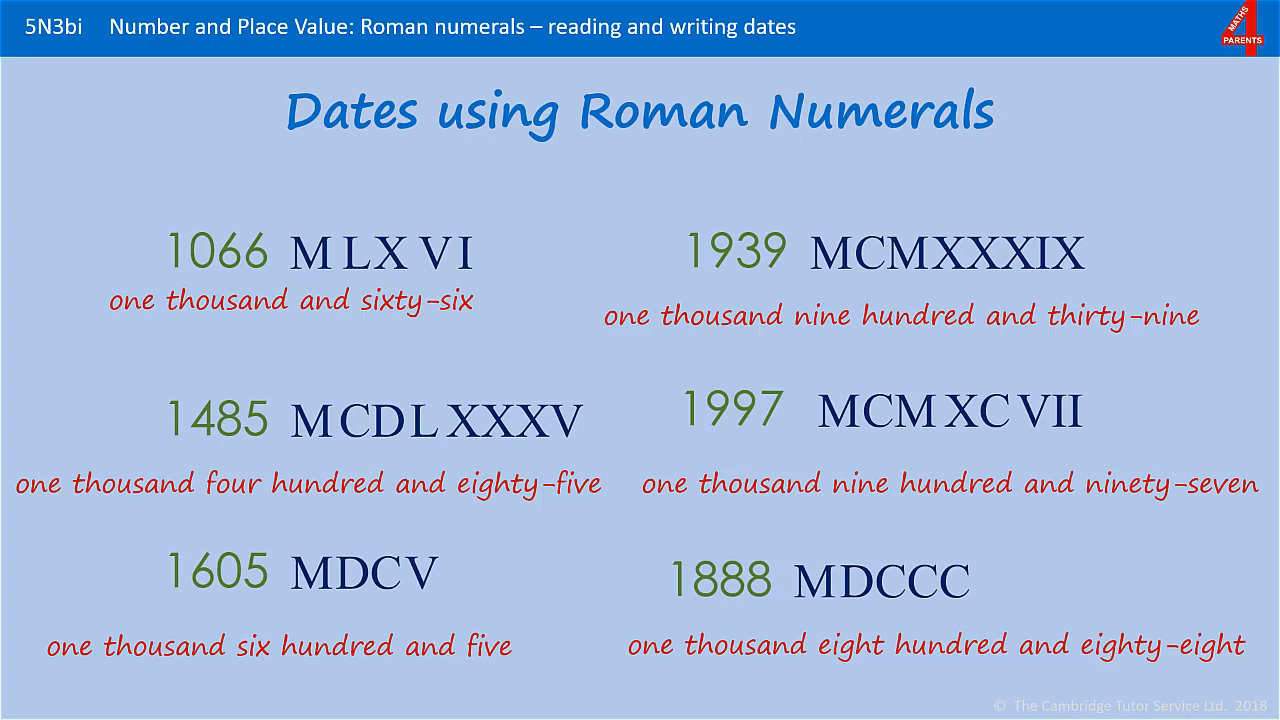 5N3bi Number and Place Value: Roman numerals – reading and writing dates
MATHS
4
PARENTS
Dates using Roman Numerals
1066 MLXVI
one thousand and sixty-six
1939 MCMXXXIX
one thousand nine hundred and thirty-nine
1485 MCDLXXXV
one thousand four hundred and eighty-five
1997 MCMXCVII
one thousand nine hundred and ninety-seven
1605 MDCV
one thousand six hundred and five
1888 MDCCC
one thousand eight hundred and eighty-eight
© The Cambridge Tutor Service Ltd. 2018